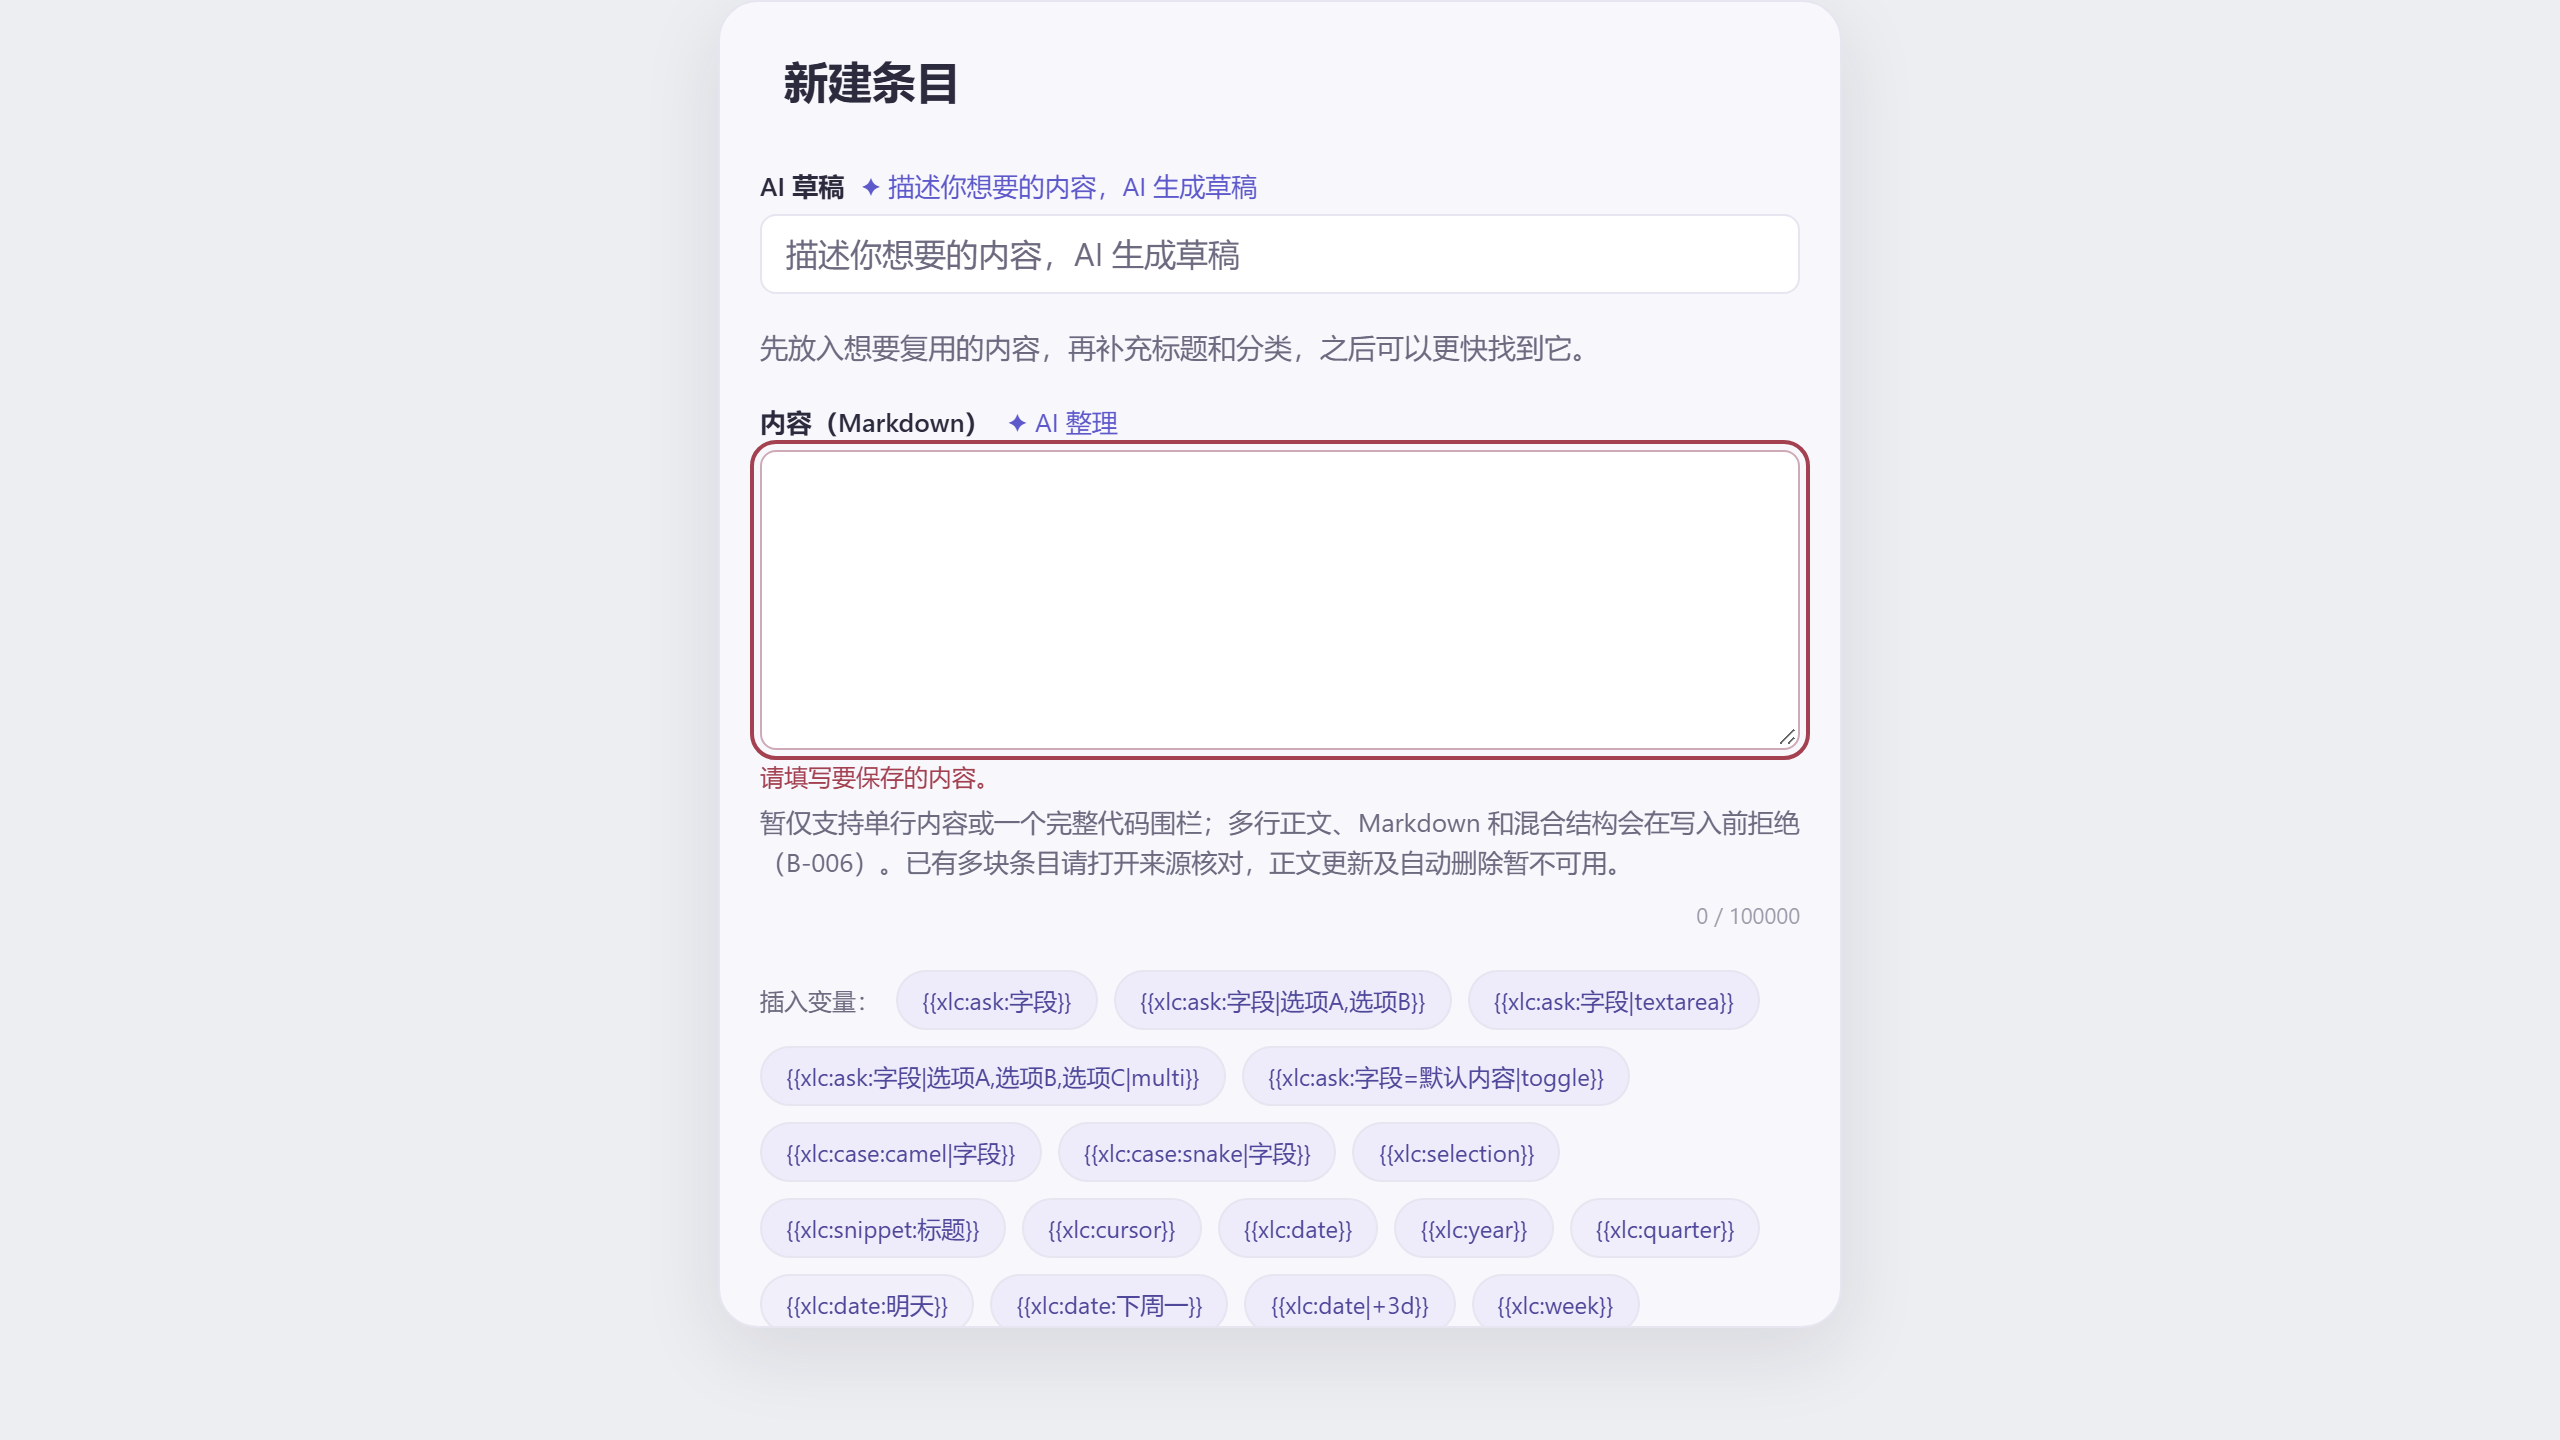 新建条目
AI 草稿 ✦ 描述你想要的内容，AI 生成草稿
描述你想要的内容，AI 生成草稿
先放入想要复用的内容，再补充标题和分类，之后可以更快找到它。
内容（Markdown） ✦ AI 整理
请填写要保存的内容。
暂仅支持单行内容或一个完整代码围栏；多行正文、Markdown 和混合结构会在写入前拒绝
（B-006）。已有多块条目请打开来源核对，正文更新及自动删除暂不可用。
0 / 100000
插入变量： {{xlc:ask:字段}} {{xlc:ask:字段|选项A,选项B}} {{xlc:ask:字段|textarea}}
{{xlc:ask:字段|选项A,选项B,选项C|multi}} {{xlc:ask:字段=默认内容|toggle}}
{{xlc:case:camel|字段}} {{xlc:case:snake|字段}} {{xlc:selection}}
{{xlc:snippet:标题}} {{xlc:cursor}} {{xlc:date}} {{xlc:year}} {{xlc:quarter}}
{{xlc:date:明天}} {{xlc:date:下周一}} {{xlc:date|+3d}} {{xlc:week}}